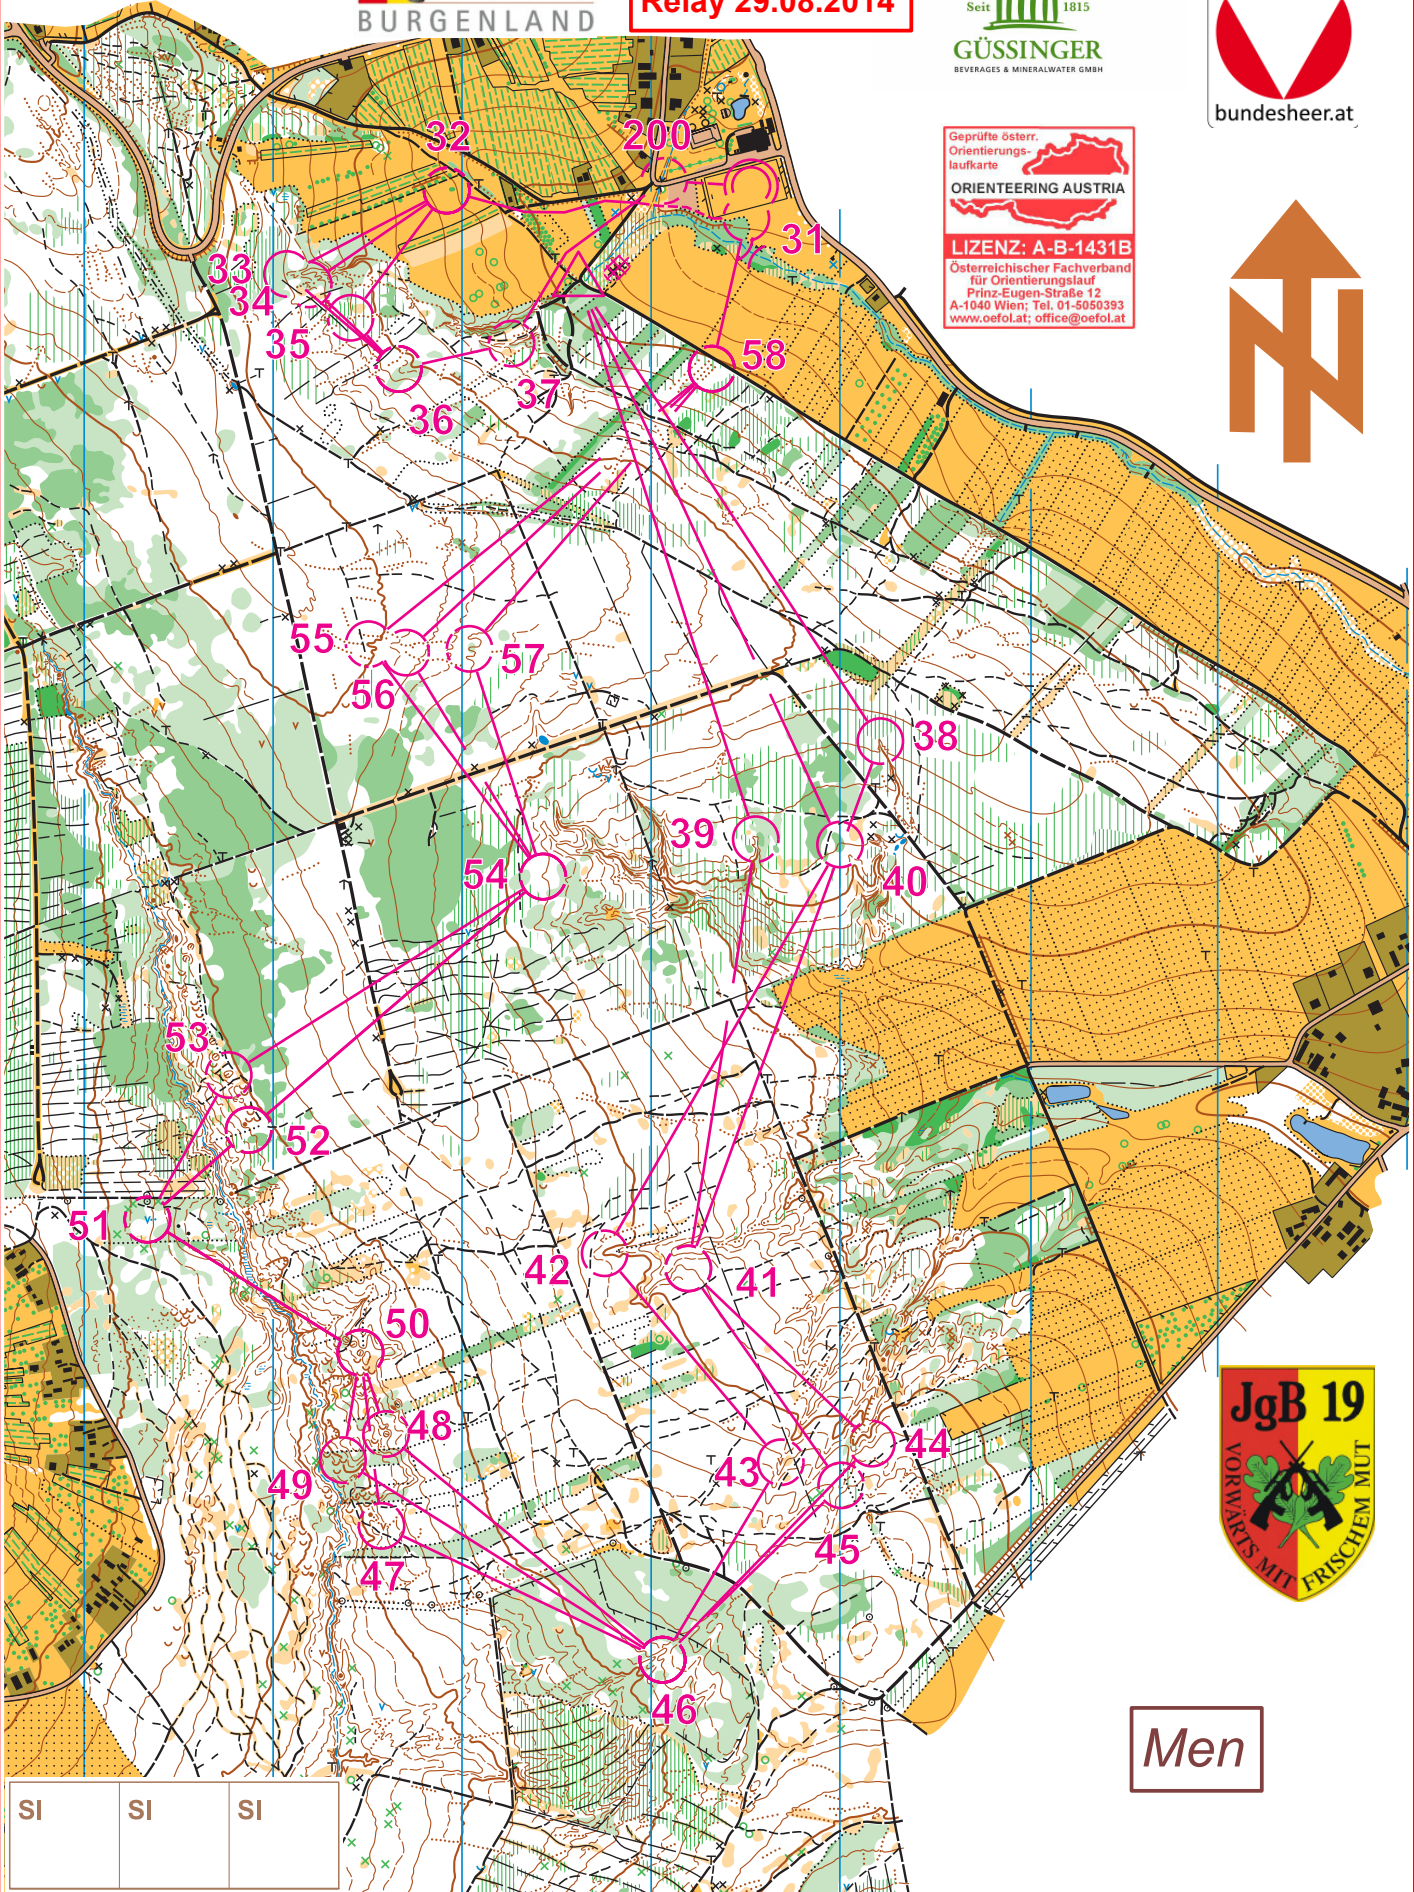 BURGENLAND
Relay 29.08.2014
Seit 1815
GÜSSINGER
BEVERAGES & MINERALWATER GMBH
bundesheer.at
Geprüfte österr.
Orientierungs-
laufkarte
ORIENTEERING AUSTRIA
LIZENZ: A-B-1431B
Österreichischer Fachverband
für Orientierungslauf
Prinz-Eugen-Straße 12
A-1040 Wien; Tel. 01-5050393
www.oefol.at; office@oefol.at
N
32
200
31
33
34
35
36
37
58
55
56
57
38
39
40
54
53
52
51
42
41
50
48
49
47
43
44
45
46
JgB 19
VORWÄRTS MIT FRISCHEM MUT
Men
SI
SI
SI